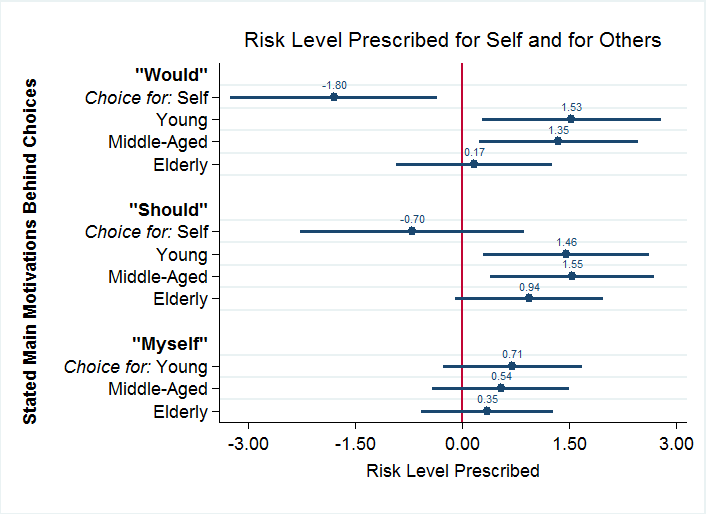 Risk Level Prescribed for Self and for Others
Stated Main Motivations Behind Choices
"Would"
Choice for: Self
-1.80
Young
1.53
Middle-Aged
1.35
Elderly
0.17
"Should"
Choice for: Self
-0.70
Young
1.46
Middle-Aged
1.55
Elderly
0.94
"Myself"
Choice for: Young
0.71
Middle-Aged
0.54
Elderly
0.35
-3.00 -1.50 0.00 1.50 3.00
Risk Level Prescribed